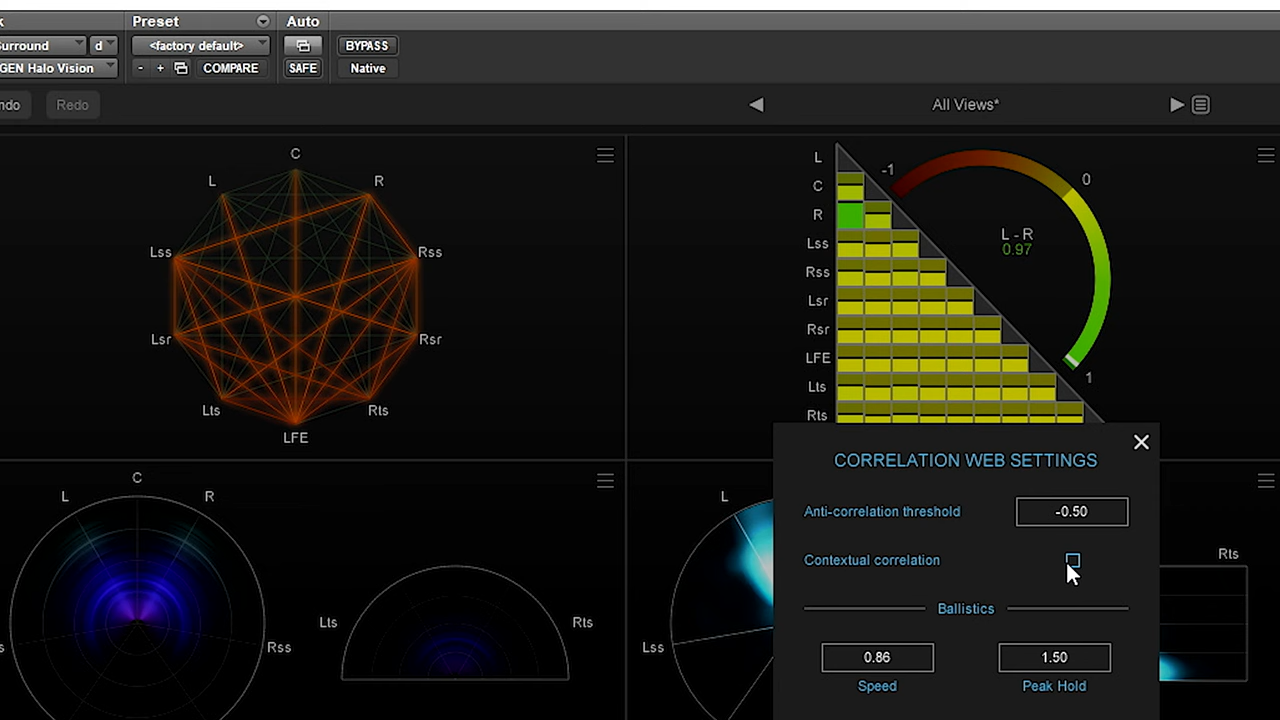 k Preset Auto
Surround d <factory default> BYPASS
GEN Halo Vision - + COMPARE SAFE Native
ndo Redo All Views*
C
L R
Lss Rss
Lsr Rsr
Lts Rts
LFE
L
C
R
Lss
Rss
Lsr
Rsr
LFE
Lts
Rts
-1 0
L - R
0.97
1
C
L R
s Rss
Lts Rts
L
Lss
Rts
CORRELATION WEB SETTINGS
Anti-correlation threshold -0.50
Contextual correlation
Ballistics
0.86 1.50
Speed Peak Hold